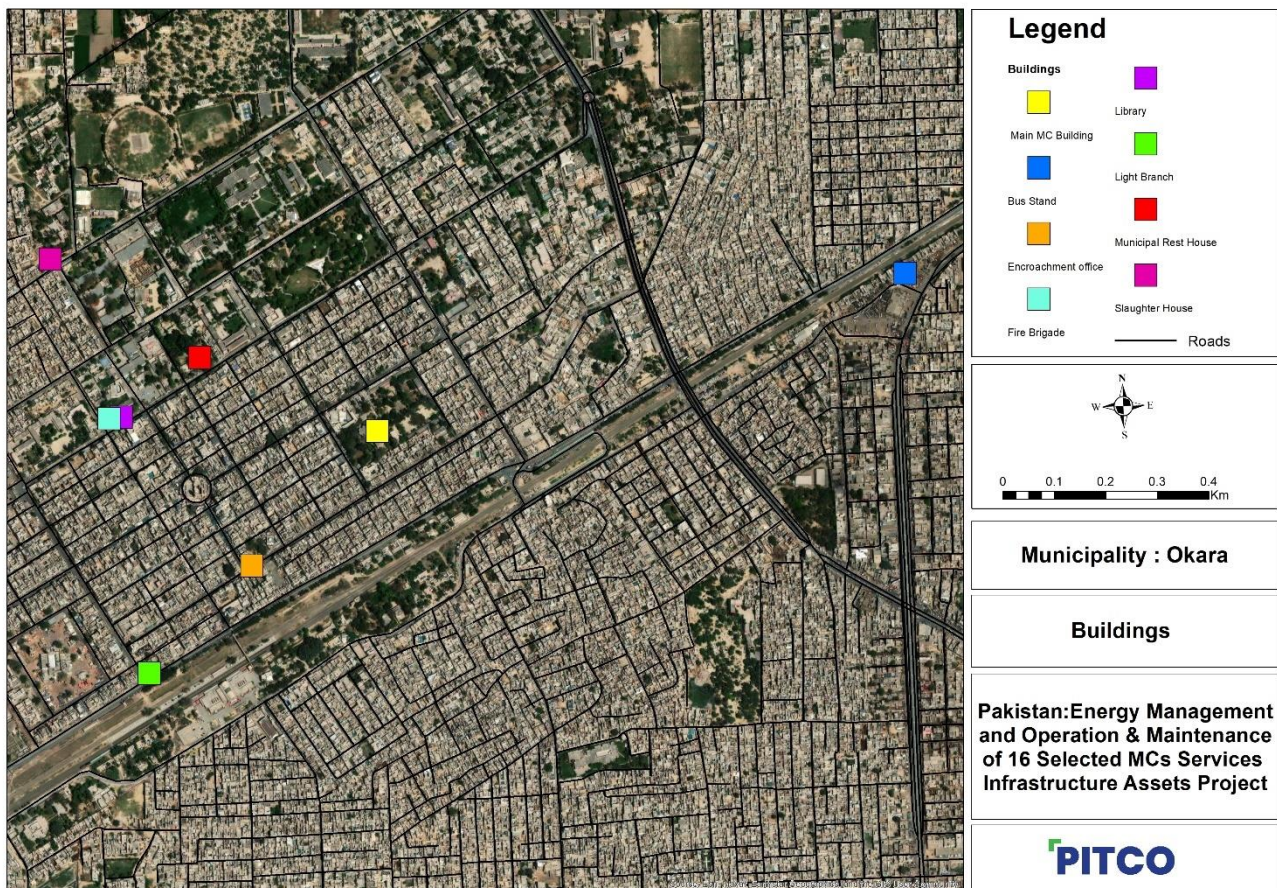 Legend
Buildings
Main MC Building
Bus Stand
Encroachment office
Fire Brigade
Library
Light Branch
Municipal Rest House
Slaughter House
Roads
N
W E
S
0 0.1 0.2 0.3 0.4
Km
Municipality : Okara
Buildings
Pakistan:Energy Management
and Operation & Maintenance
of 16 Selected MCs Services
Infrastructure Assets Project
PITCO